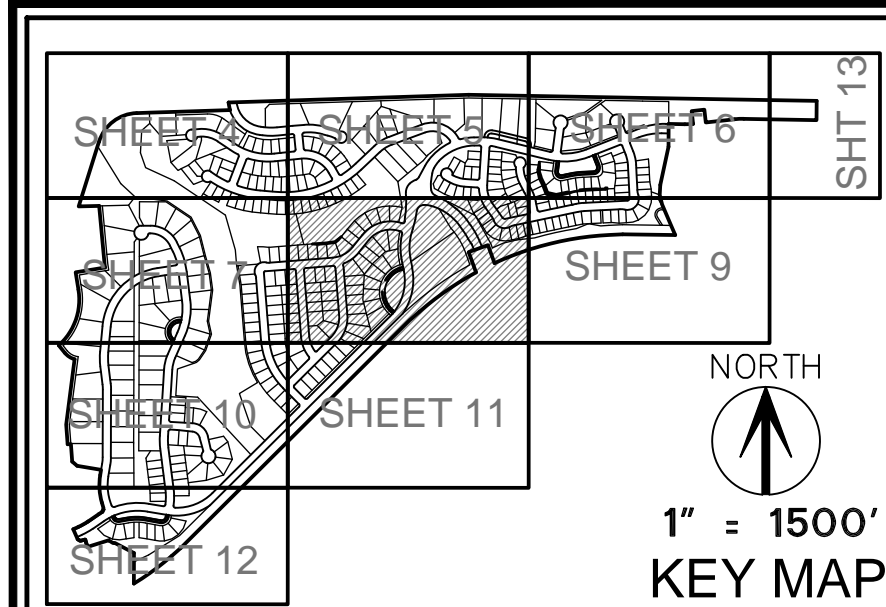 SHEET 4
SHEET 5
SHEET 6
SHT 13
SHEET 7
SHEET 9
SHEET 10
SHEET 11
SHEET 12
NORTH
1" = 1500'
KEY MAP